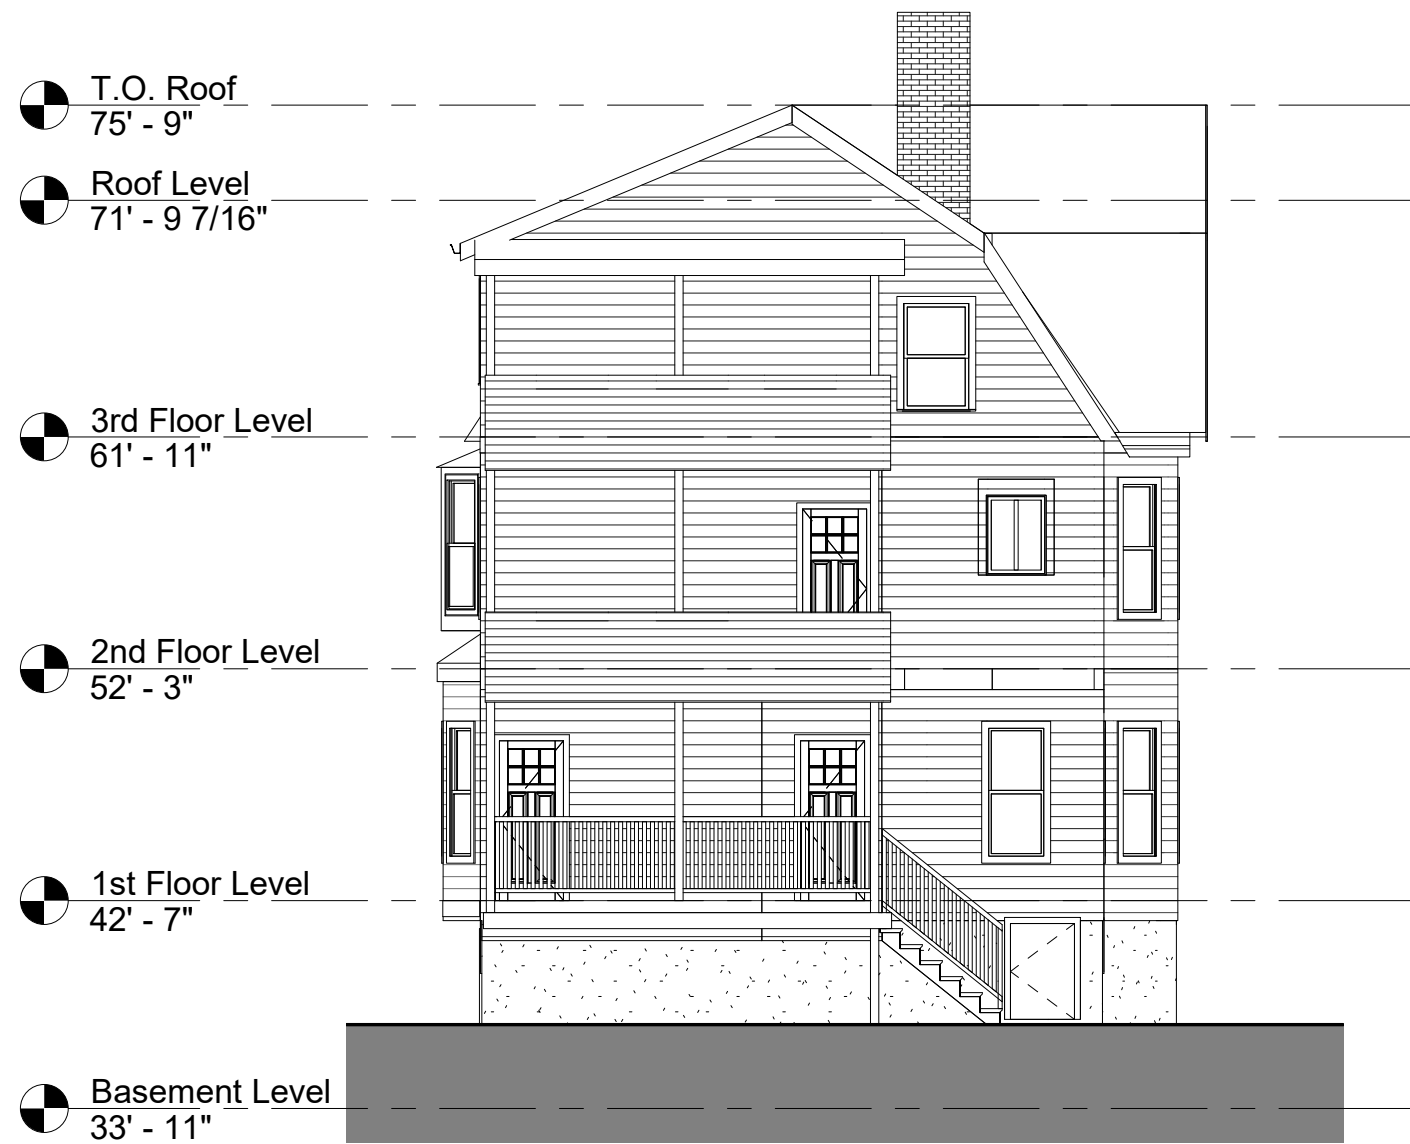 T.O. Roof
75' - 9"
Roof Level
71' - 9 7/16"
3rd Floor Level
61' - 11"
2nd Floor Level
52' - 3"
1st Floor Level
42' - 7"
Basement Level
33' - 11"